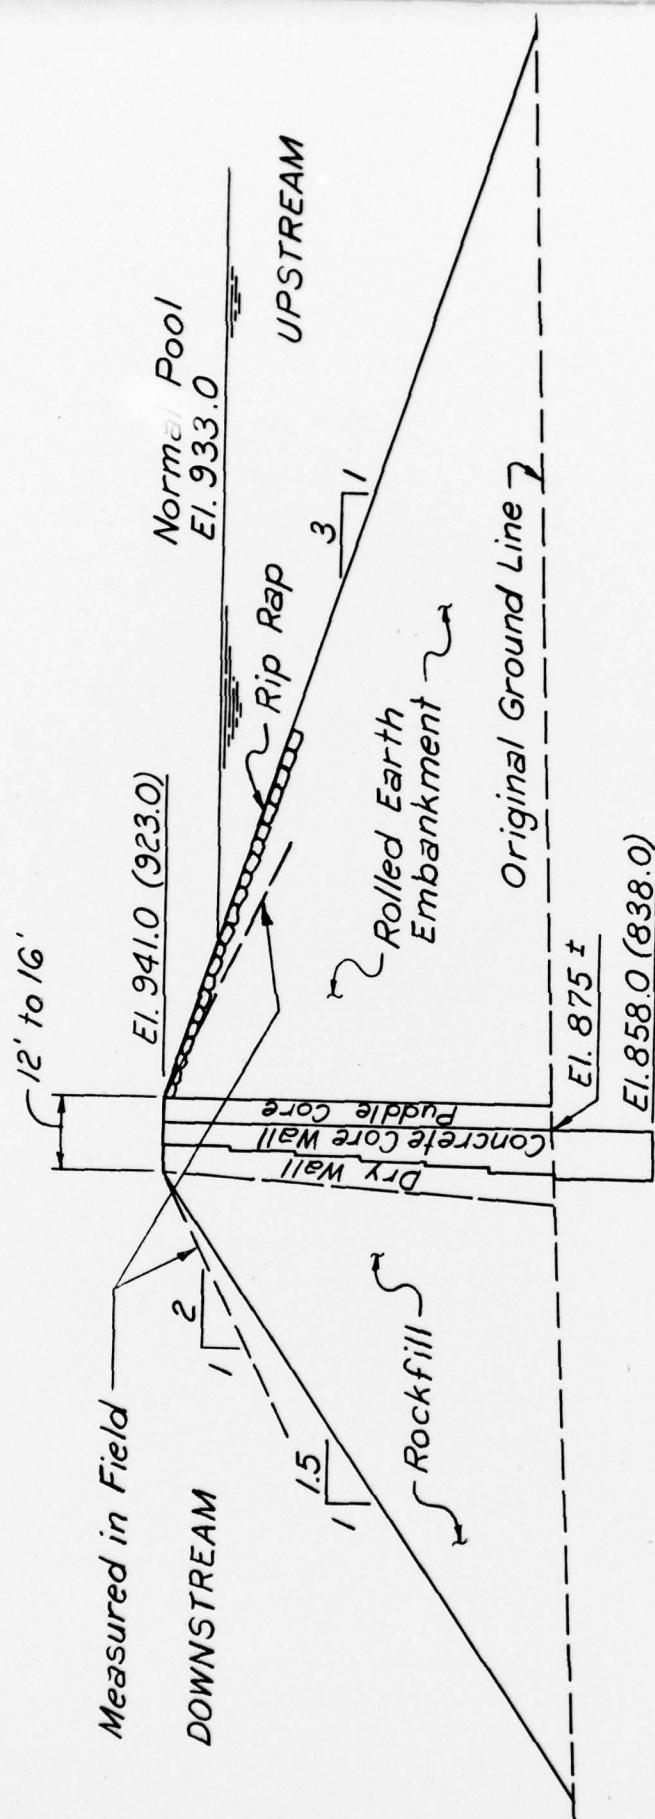 12' to 16'
El. 941.0 (923.0)
Normal Pool
El. 933.0
UPSTREAM
Measured in Field
DOWNSTREAM
Rip Rap
2
1
1.5
1
3
1
Rockfill
Dry Wall
Concrete Core Wall
Puddle Core
Rolled Earth
Embankment
Original Ground Line
El. 875 ±
El. 858.0 (838.0)